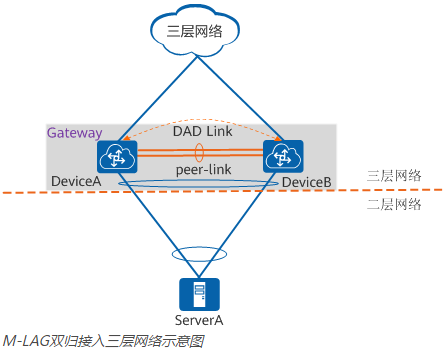 三层网络
Gateway
DAD Link
peer-link
DeviceA
DeviceB
三层网络
二层网络
ServerA
M-LAG双归接入三层网络示意图